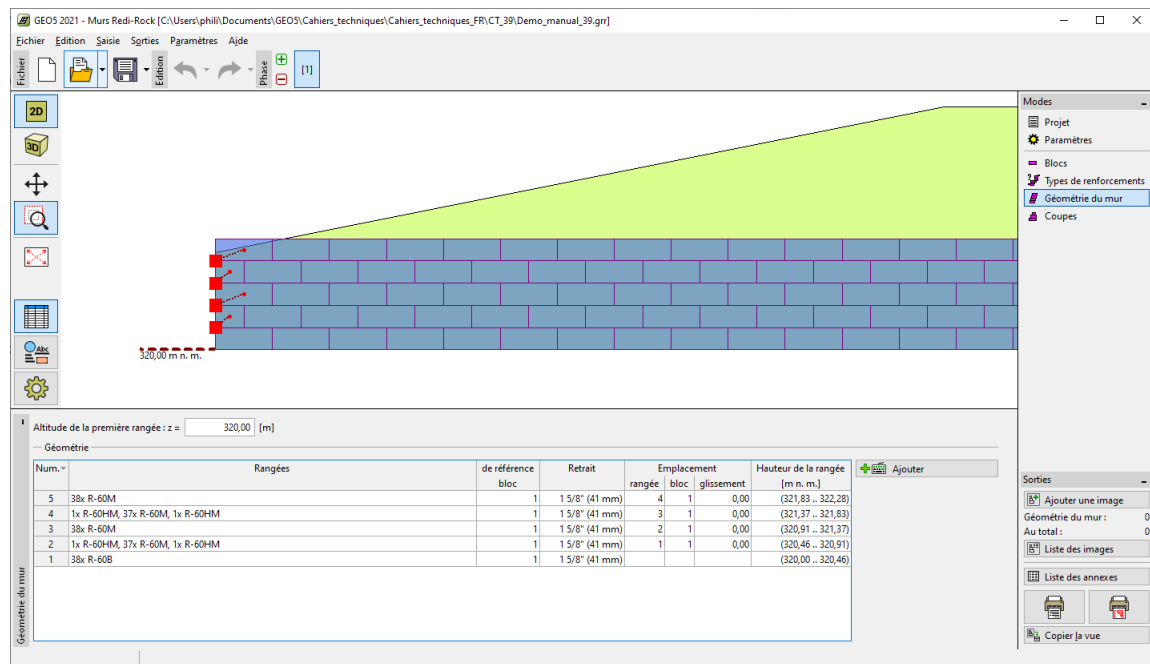 GEO5 2021 - Murs Redi-Rock [C:\Users\phili\Documents\GEO5\Cahiers_techniques\Cahiers_techniques_FR\CT_39\Demo_manual_39.grr]
Fichier Edition Saisie Sorties Paramètres Aide
Fichier Edition Phase [1]
2D
3D
Abc
320,00 m n. m.
Modes
Projet
Paramètres
Blocs
Types de renforcements
Géométrie du mur
Coupes
Géométrie du mur
Altitude de la première rangée : z = 320,00 [m]
Géométrie
Num. Rangées de référence Retrait Emplacement Hauteur de la rangée
bloc rangée bloc glissement [m n. m.]
5 38x R-60M 1 1 5/8" (41 mm) 4 1 0,00 (321,83 .. 322,28)
4 1x R-60HM, 37x R-60M, 1x R-60HM 1 1 5/8" (41 mm) 3 1 0,00 (321,37 .. 321,83)
3 38x R-60M 1 1 5/8" (41 mm) 2 1 0,00 (320,91 .. 321,37)
2 1x R-60HM, 37x R-60M, 1x R-60HM 1 1 5/8" (41 mm) 1 1 0,00 (320,46 .. 320,91)
1 38x R-60B 1 1 5/8" (41 mm) (320,00 .. 320,46)
Ajouter
Sorties
Ajouter une image
Géométrie du mur : 0
Au total : 0
Liste des images
Liste des annexes
Copier la vue